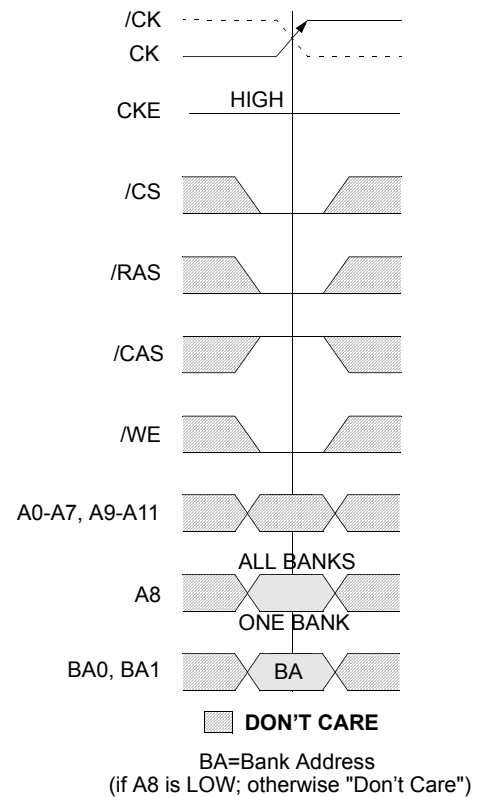 /CK
CK
CKE HIGH
/CS
/RAS
/CAS
/WE
A0-A7, A9-A11
ALL BANKS
A8
ONE BANK
BA0, BA1 BA
DON'T CARE
BA=Bank Address
(if A8 is LOW; otherwise "Don't Care")